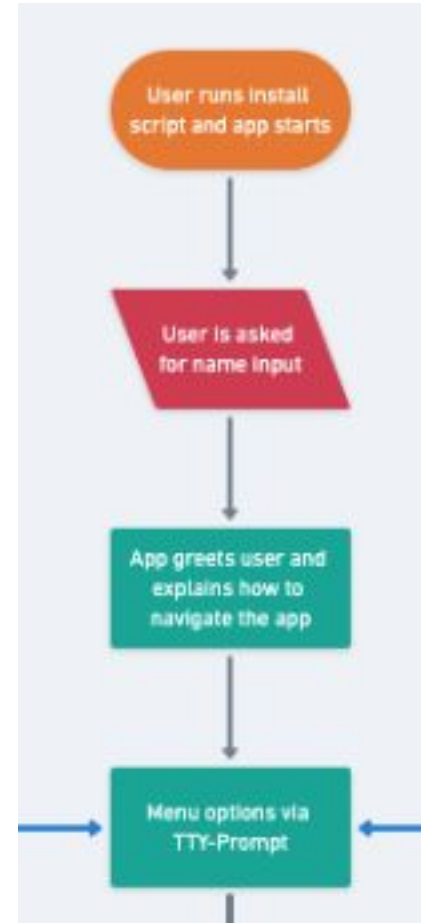 User runs install
script and app starts
User is asked
for name input
App greets user and
explains how to
navigate the app
Menu options via
TTY-Prompt